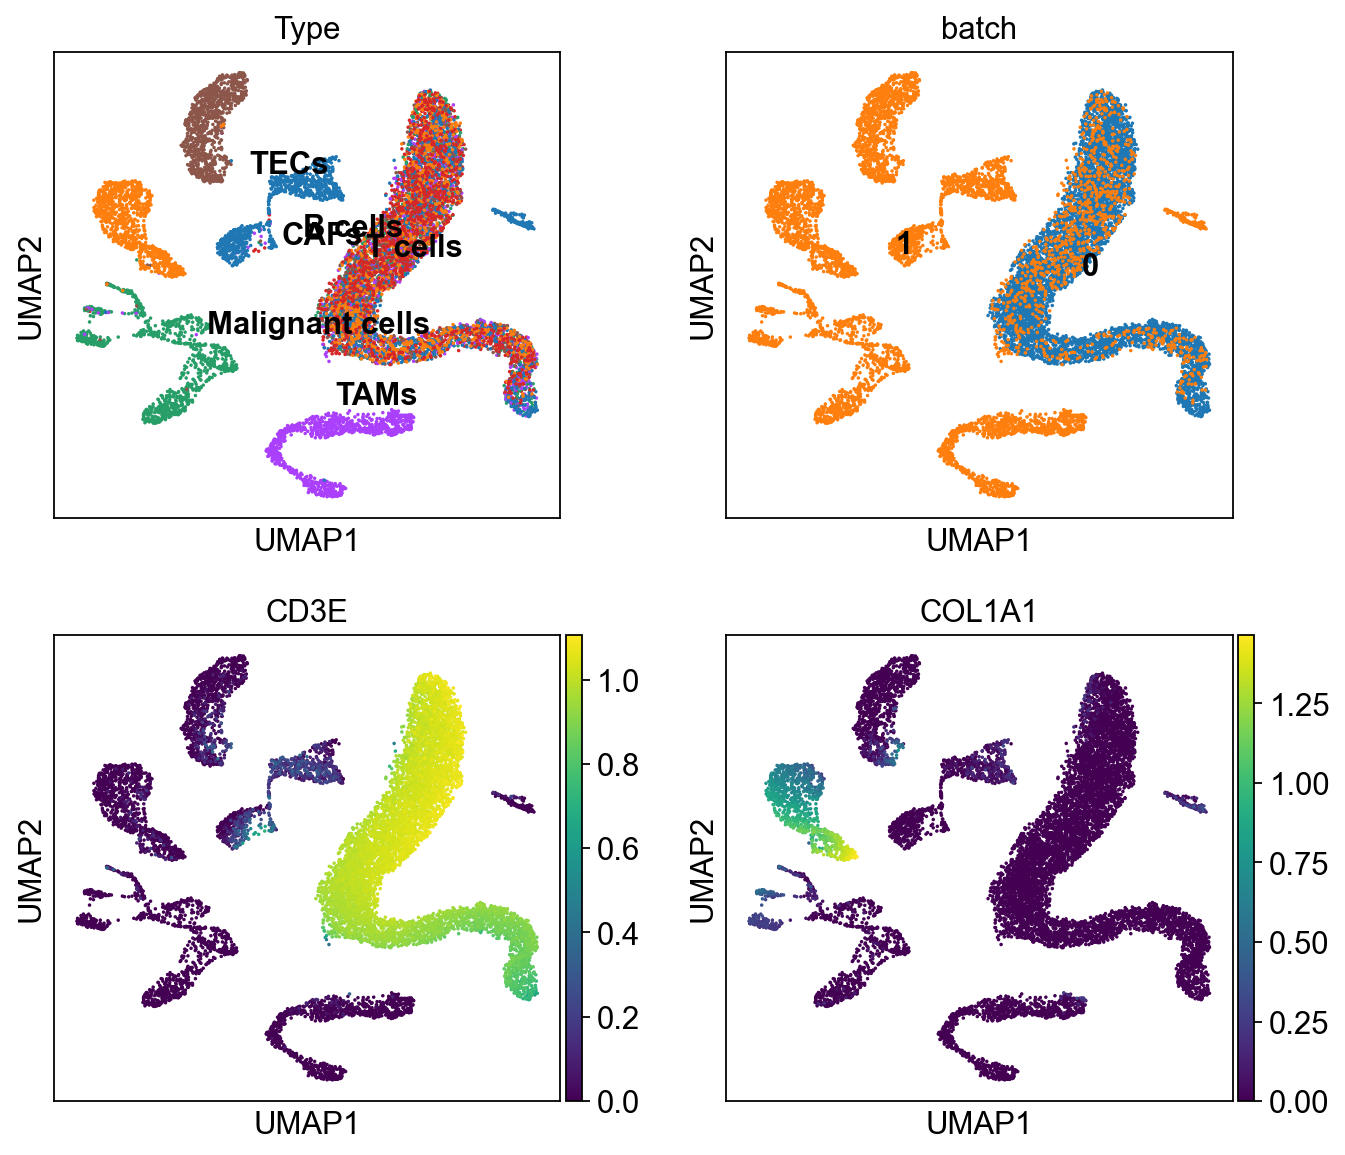 Type
batch
TECs
B cells
CAFs
T cells
Malignant cells
TAMs
1
0
UMAP2
UMAP1
UMAP2
UMAP1
CD3E
COL1A1
1.0
0.8
0.6
0.4
0.2
0.0
1.25
1.00
0.75
0.50
0.25
0.00
UMAP2
UMAP1
UMAP2
UMAP1